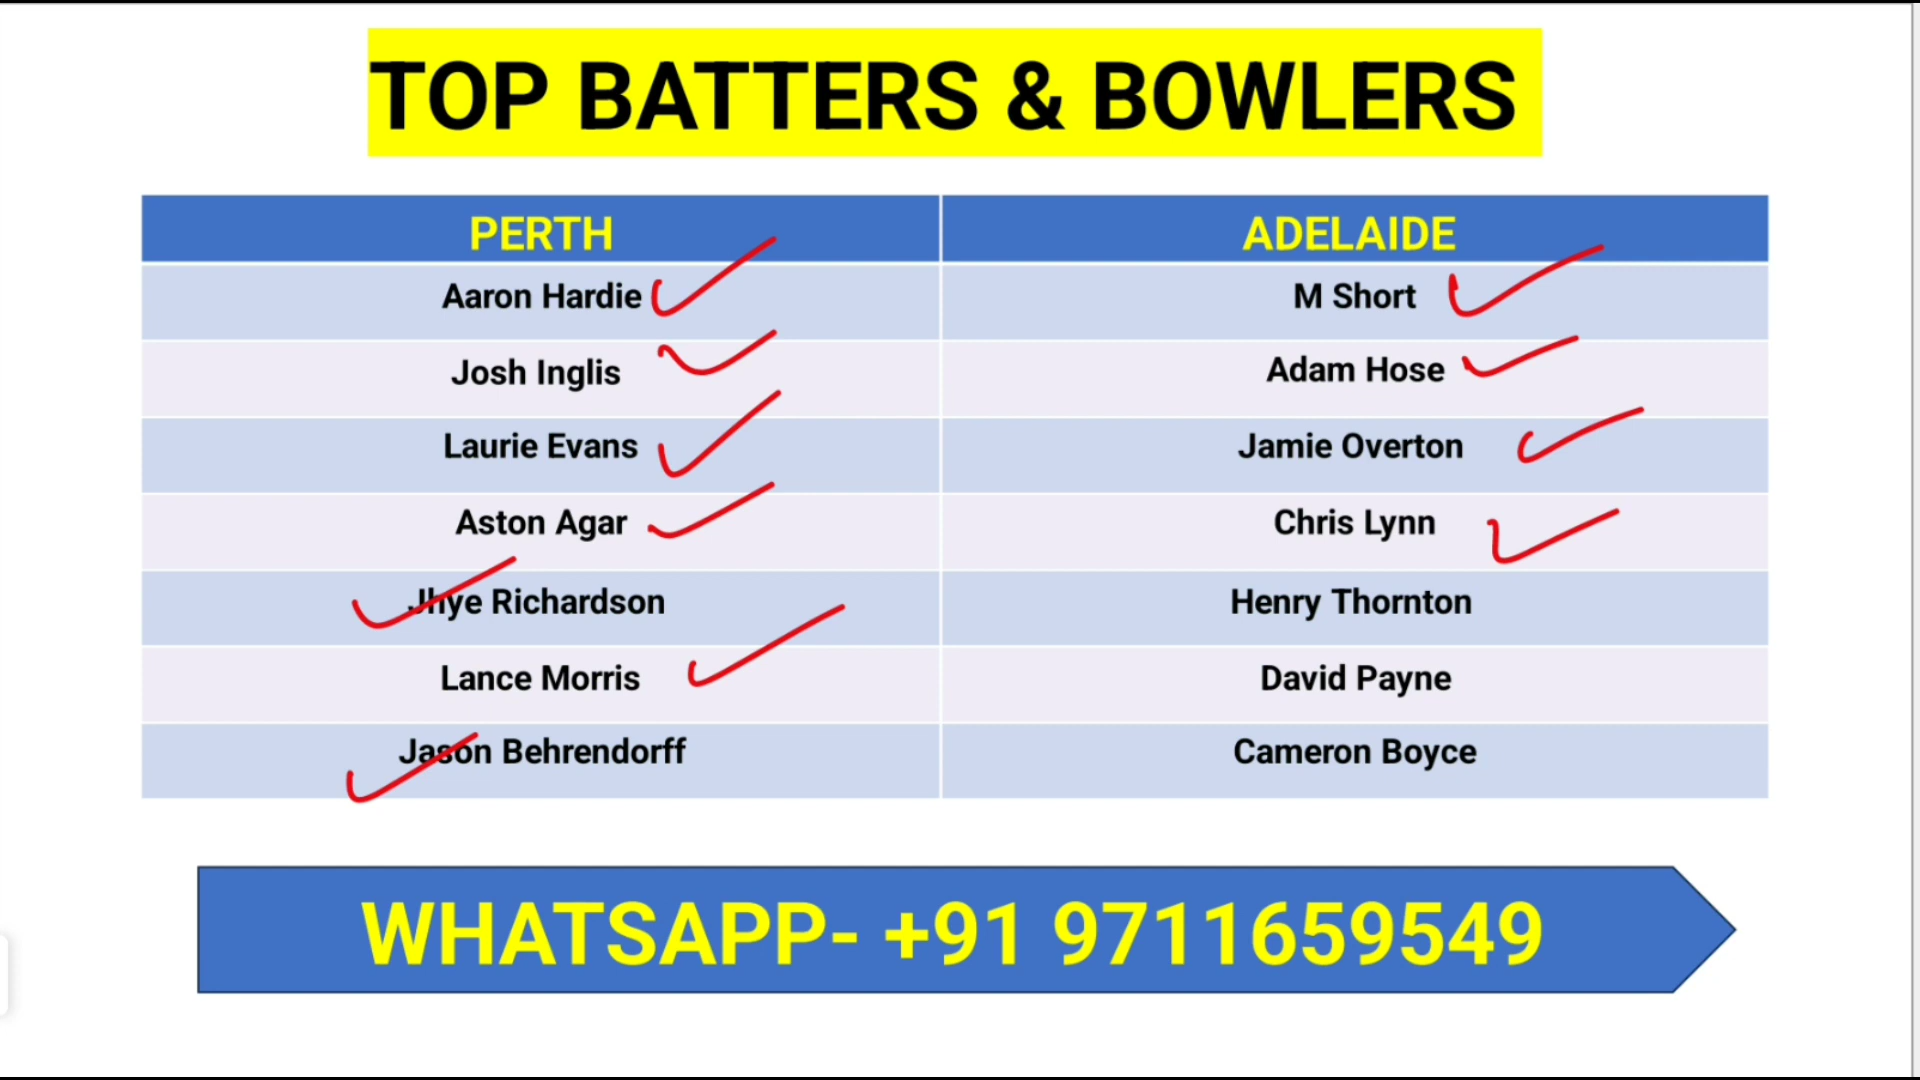 TOP BATTERS & BOWLERS
PERTH ADELAIDE
Aaron Hardie M Short
Josh Inglis Adam Hose
Laurie Evans Jamie Overton
Aston Agar Chris Lynn
Jhye Richardson Henry Thornton
Lance Morris David Payne
Jason Behrendorff Cameron Boyce
WHATSAPP- +91 9711659549